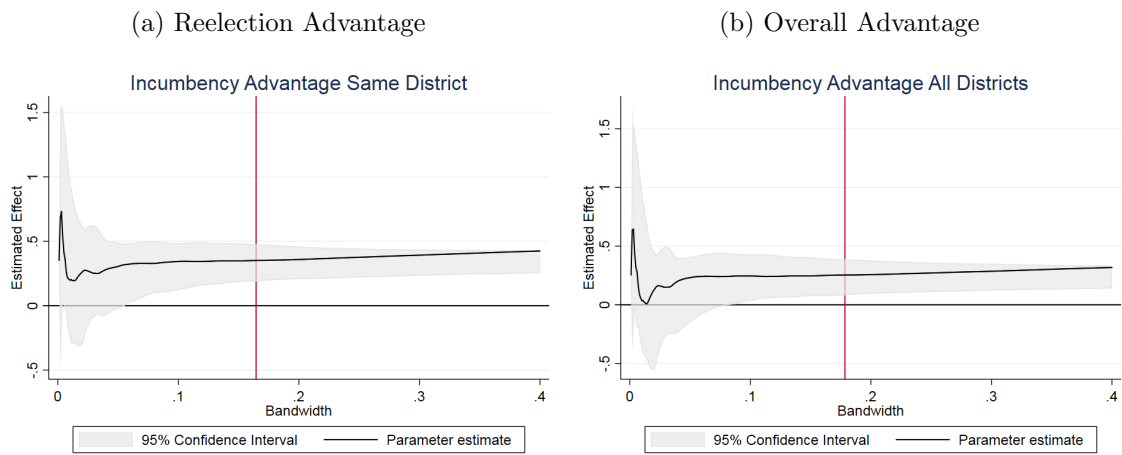 (a) Reelection Advantage
(b) Overall Advantage
Incumbency Advantage Same District
Estimated Effect
1.5
1
.5
0
-.5
0 .1 .2 .3 .4
Bandwidth
95% Confidence Interval Parameter estimate
Incumbency Advantage All Districts
Estimated Effect
1.5
1
.5
0
-.5
0 .1 .2 .3 .4
Bandwidth
95% Confidence Interval Parameter estimate